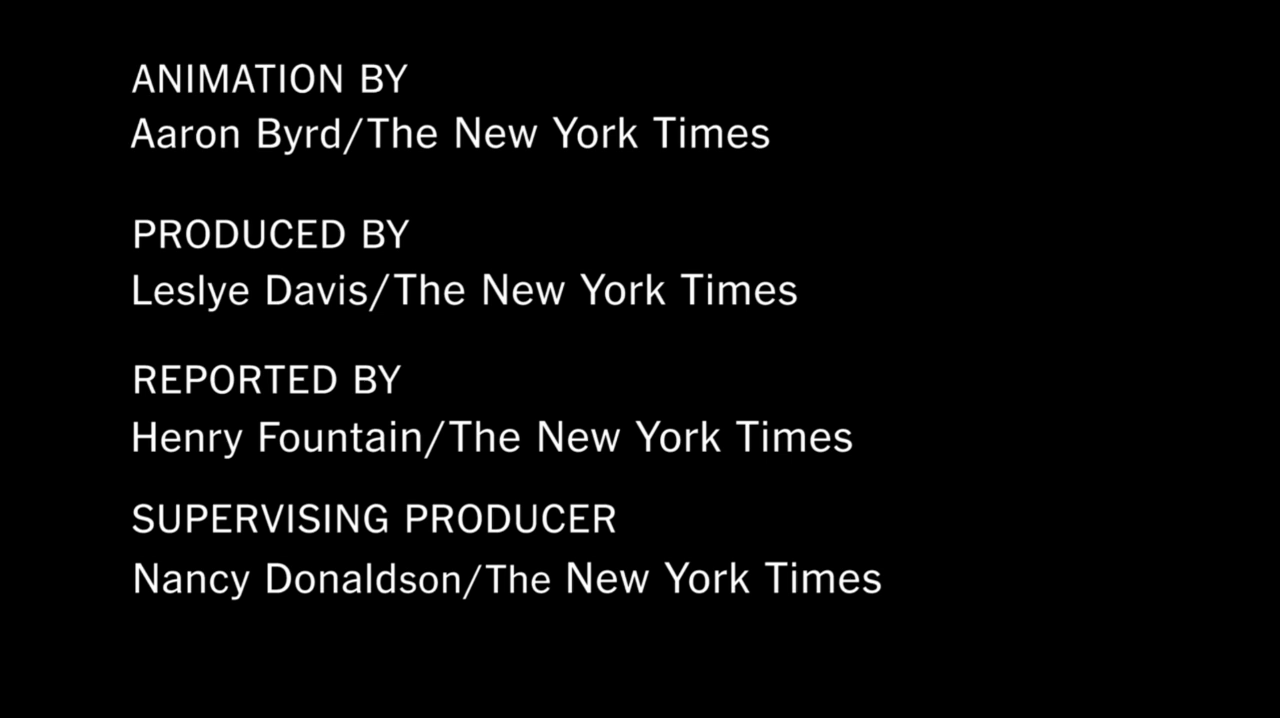 ANIMATION BY
Aaron Byrd/The New York Times
PRODUCED BY
Leslye Davis/The New York Times
REPORTED BY
Henry Fountain/The New York Times
SUPERVISING PRODUCER
Nancy Donaldson/The New York Times